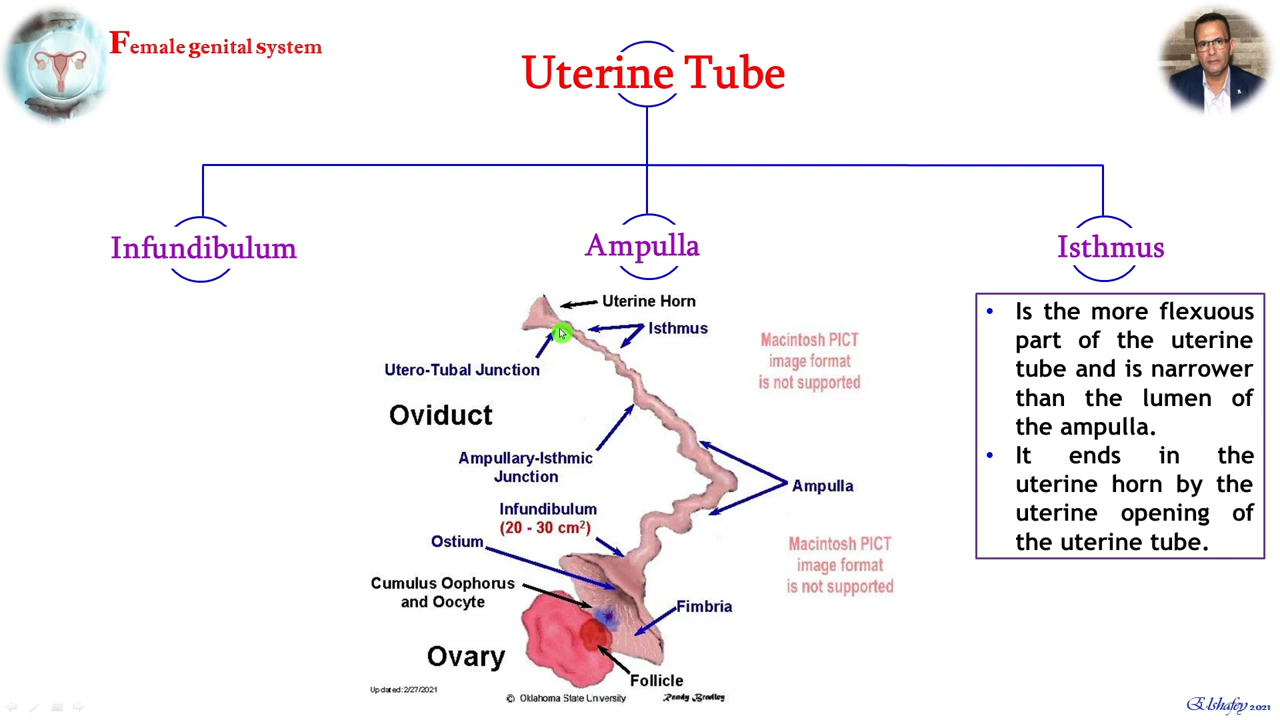 Female genital system
Uterine Tube
Infundibulum
Ampulla
Isthmus
Uterine Horn
Isthmus
Utero-Tubal Junction
Oviduct
Ampullary-Isthmic
Junction
Ampulla
Infundibulum
(20 - 30 cm²)
Ostium
Cumulus Oophorus
and Oocyte
Fimbria
Ovary
Follicle
Updated: 2/27/2021
© Oklahoma State University
Ready Bradley
Macintosh PICT
image format
is not supported
Macintosh PICT
image format
is not supported
• Is the more flexuous
part of the uterine
tube and is narrower
than the lumen of
the ampulla.
• It ends in the
uterine horn by the
uterine opening of
the uterine tube.
Elshafey 2021